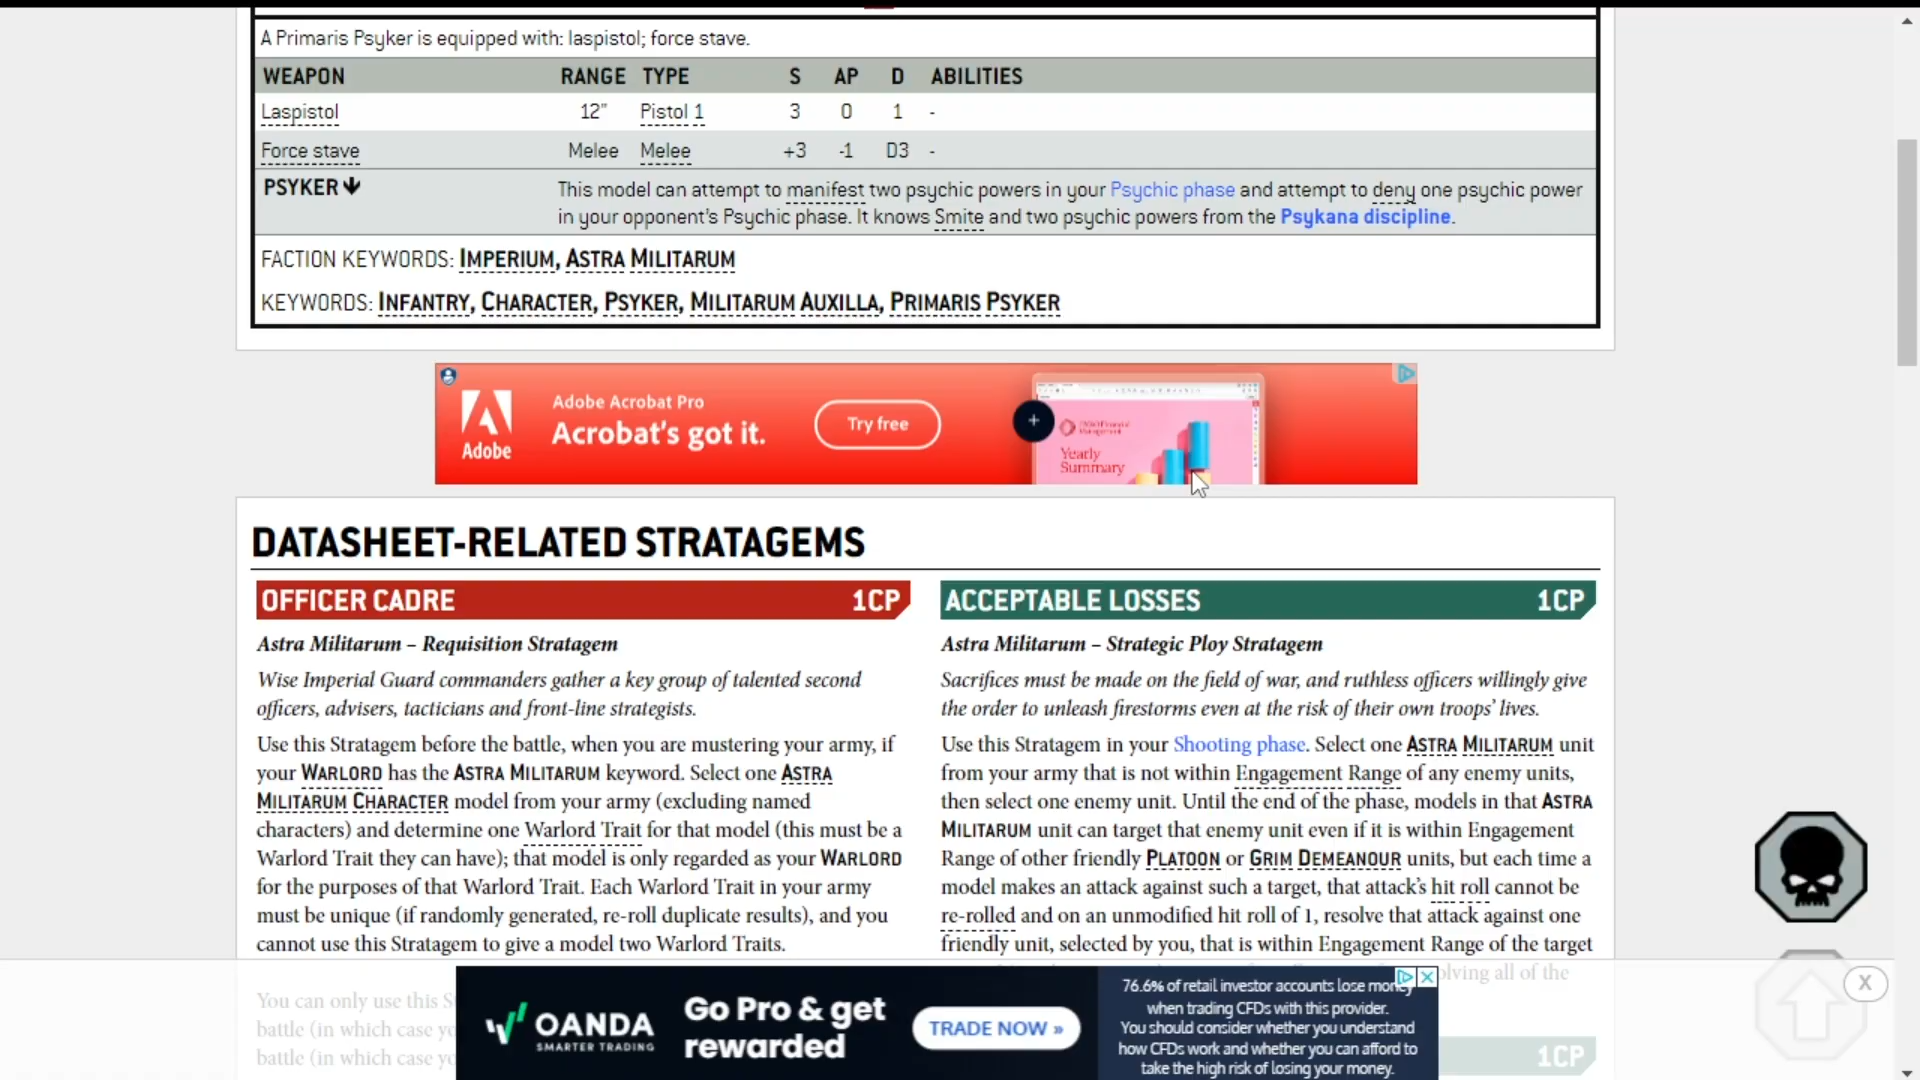 A Primaris Psyker is equipped with: laspistol; force stave.
WEAPON RANGE TYPE S AP D ABILITIES
Laspistol 12" Pistol 1 3 0 1 -
Force stave Melee Melee +3 -1 D3 -
PSYKER This model can attempt to manifest two psychic powers in your Psychic phase and attempt to deny one psychic power
in your opponent's Psychic phase. It knows Smite and two psychic powers from the Psykana discipline.
FACTION KEYWORDS: IMPERIUM, ASTRA MILITARUM
KEYWORDS: INFANTRY, CHARACTER, PSYKER, MILITARUM AUXILLA, PRIMARIS PSYKER
Adobe
Adobe Acrobat Pro
Acrobat's got it.
Try free
Yearly
Summary
DATASHEET-RELATED STRATAGEMS
OFFICER CADRE 1CP
Astra Militarum – Requisition Stratagem
Wise Imperial Guard commanders gather a key group of talented second
officers, advisers, tacticians and front-line strategists.
Use this Stratagem before the battle, when you are mustering your army, if
your WARLORD has the ASTRA MILITARUM keyword. Select one ASTRA
MILITARUM CHARACTER model from your army (excluding named
characters) and determine one Warlord Trait for that model (this must be a
Warlord Trait they can have); that model is only regarded as your WARLORD
for the purposes of that Warlord Trait. Each Warlord Trait in your army
must be unique (if randomly generated, re-roll duplicate results), and you
cannot use this Stratagem to give a model two Warlord Traits.
You can only use this
battle (in which case
battle (in which case
ACCEPTABLE LOSSES 1CP
Astra Militarum – Strategic Ploy Stratagem
Sacrifices must be made on the field of war, and ruthless officers willingly give
the order to unleash firestorms even at the risk of their own troops' lives.
Use this Stratagem in your Shooting phase. Select one ASTRA MILITARUM unit
from your army that is not within Engagement Range of any enemy units,
then select one enemy unit. Until the end of the phase, models in that ASTRA
MILITARUM unit can target that enemy unit even if it is within Engagement
Range of other friendly PLATOON or GRIM DEMEANOUR units, but each time a
model makes an attack against such a target, that attack's hit roll cannot be
re-rolled and on an unmodified hit roll of 1, resolve that attack against one
friendly unit, selected by you, that is within Engagement Range of the target
all of the
1CP
OANDA
SMARTER TRADING
Go Pro & get
rewarded
TRADE NOW »
76.6% of retail investor accounts lose money
when trading CFDs with this provider.
You should consider whether you understand
how CFDs work and whether you can afford to
take the high risk of losing your money.
X